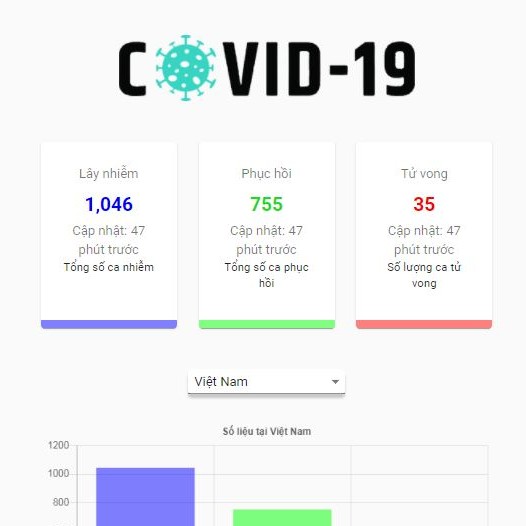 COVID-19
Lây nhiễm
1,046
Cập nhật: 47
phút trước
Tổng số ca nhiễm
Phục hồi
755
Cập nhật: 47
phút trước
Tổng số ca phục
hồi
Tử vong
35
Cập nhật: 47
phút trước
Số lượng ca tử
vong
Việt Nam
Số liệu tại Việt Nam
1200
1000
800